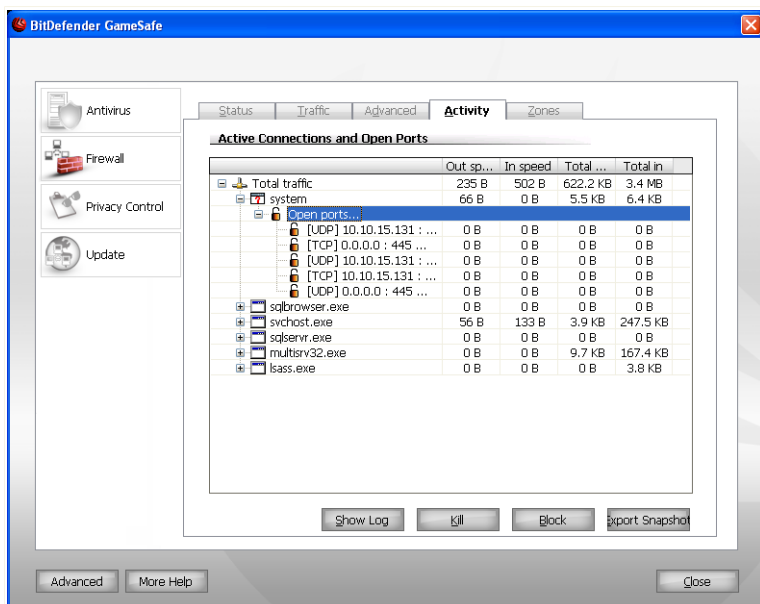 BitDefender GameSafe
Antivirus
Firewall
Privacy Control
Update
Status Traffic Advanced Activity Zones
Active Connections and Open Ports
Out sp... In speed Total ... Total in
Total traffic 235 B 502 B 622.2 KB 3.4 MB
system 66 B 0 B 5.5 KB 6.4 KB
Open ports...
[UDP] 10.10.15.131 : ... 0 B 0 B 0 B 0 B
[TCP] 0.0.0.0 : 445 ... 0 B 0 B 0 B 0 B
[UDP] 10.10.15.131 : ... 0 B 0 B 0 B 0 B
[TCP] 10.10.15.131 : ... 0 B 0 B 0 B 0 B
[UDP] 0.0.0.0 : 445 ... 0 B 0 B 0 B 0 B
sqlbrowser.exe 0 B 0 B 0 B 0 B
svchost.exe 56 B 133 B 3.9 KB 247.5 KB
sqlservr.exe 0 B 0 B 0 B 0 B
multisrv32.exe 0 B 0 B 9.7 KB 167.4 KB
lsass.exe 0 B 0 B 0 B 3.8 KB
Show Log Kill Block Export Snapshot
Advanced More Help Close